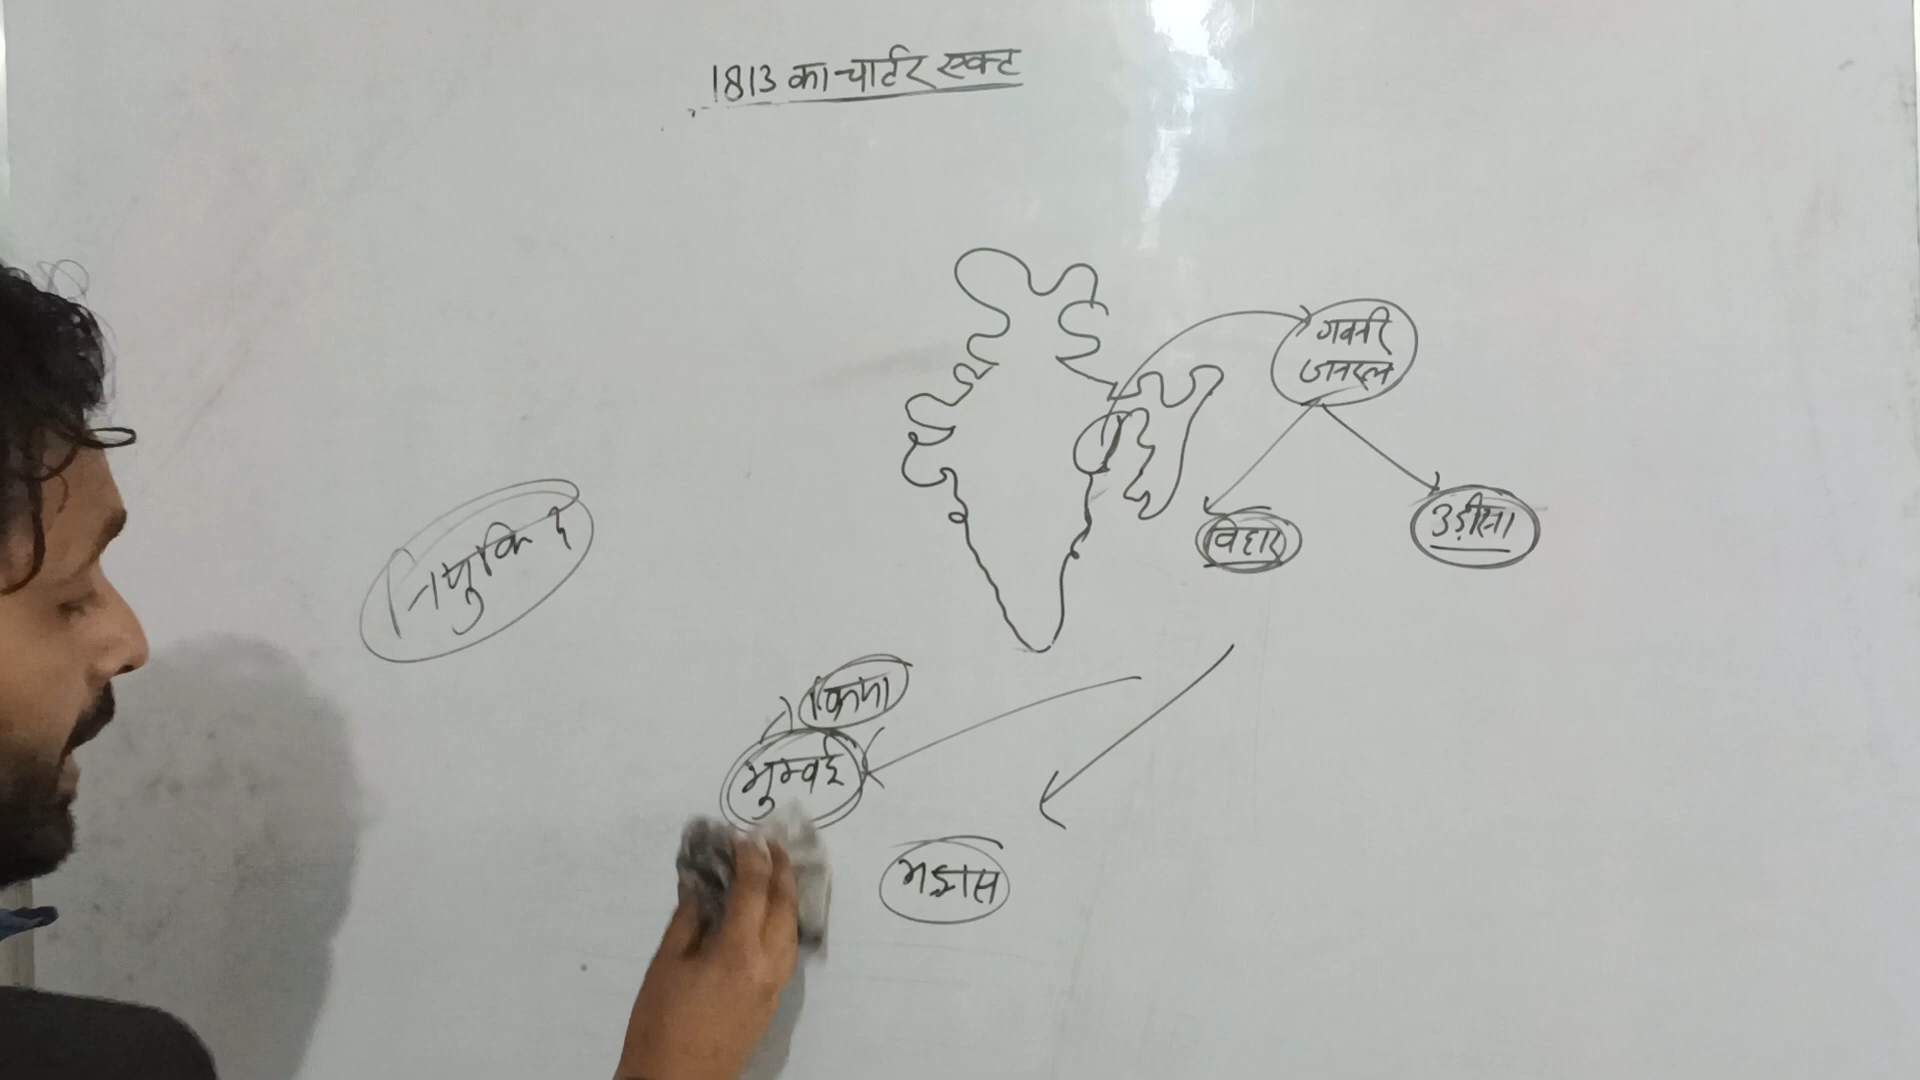 1813 का चार्टर एक्ट
गवर्नर
जनरल
विहार
उड़ीसा
मुम्बई
मद्रास